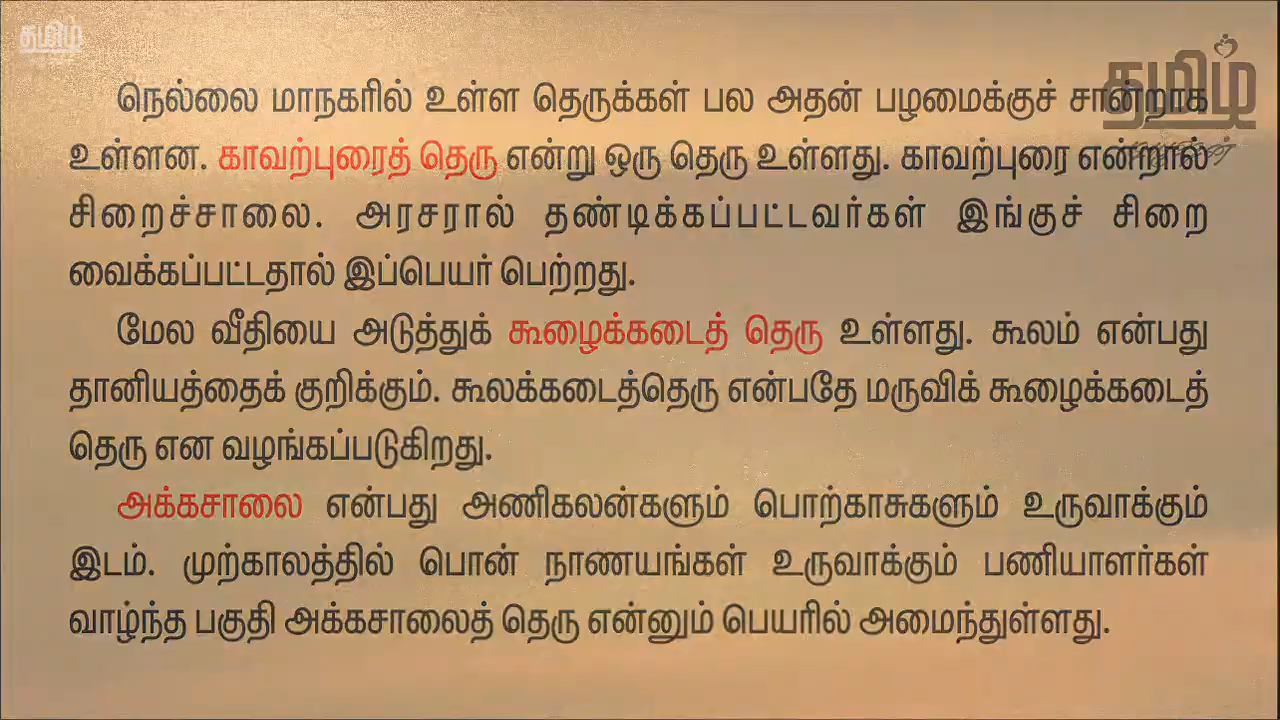 தமிழ்
தமிழ்
நெல்லை மாநகரில் உள்ள தெருக்கள் பல அதன் பழமைக்குச் சான்றாக
உள்ளன. காவற்புரைத் தெரு என்று ஒரு தெரு உள்ளது. காவற்புரை என்றால்
சிறைச்சாலை. அரசரால் தண்டிக்கப்பட்டவர்கள் இங்குச் சிறை
வைக்கப்பட்டதால் இப்பெயர் பெற்றது.
மேல வீதியை அடுத்துக் கூழைக்கடைத் தெரு உள்ளது. கூலம் என்பது
தானியத்தைக் குறிக்கும். கூலக்கடைத்தெரு என்பதே மருவிக் கூழைக்கடைத்
தெரு என வழங்கப்படுகிறது.
அக்கசாலை என்பது அணிகலன்களும் பொற்காசுகளும் உருவாக்கும்
இடம். முற்காலத்தில் பொன் நாணயங்கள் உருவாக்கும் பணியாளர்கள்
வாழ்ந்த பகுதி அக்கசாலைத் தெரு என்னும் பெயரில் அமைந்துள்ளது.